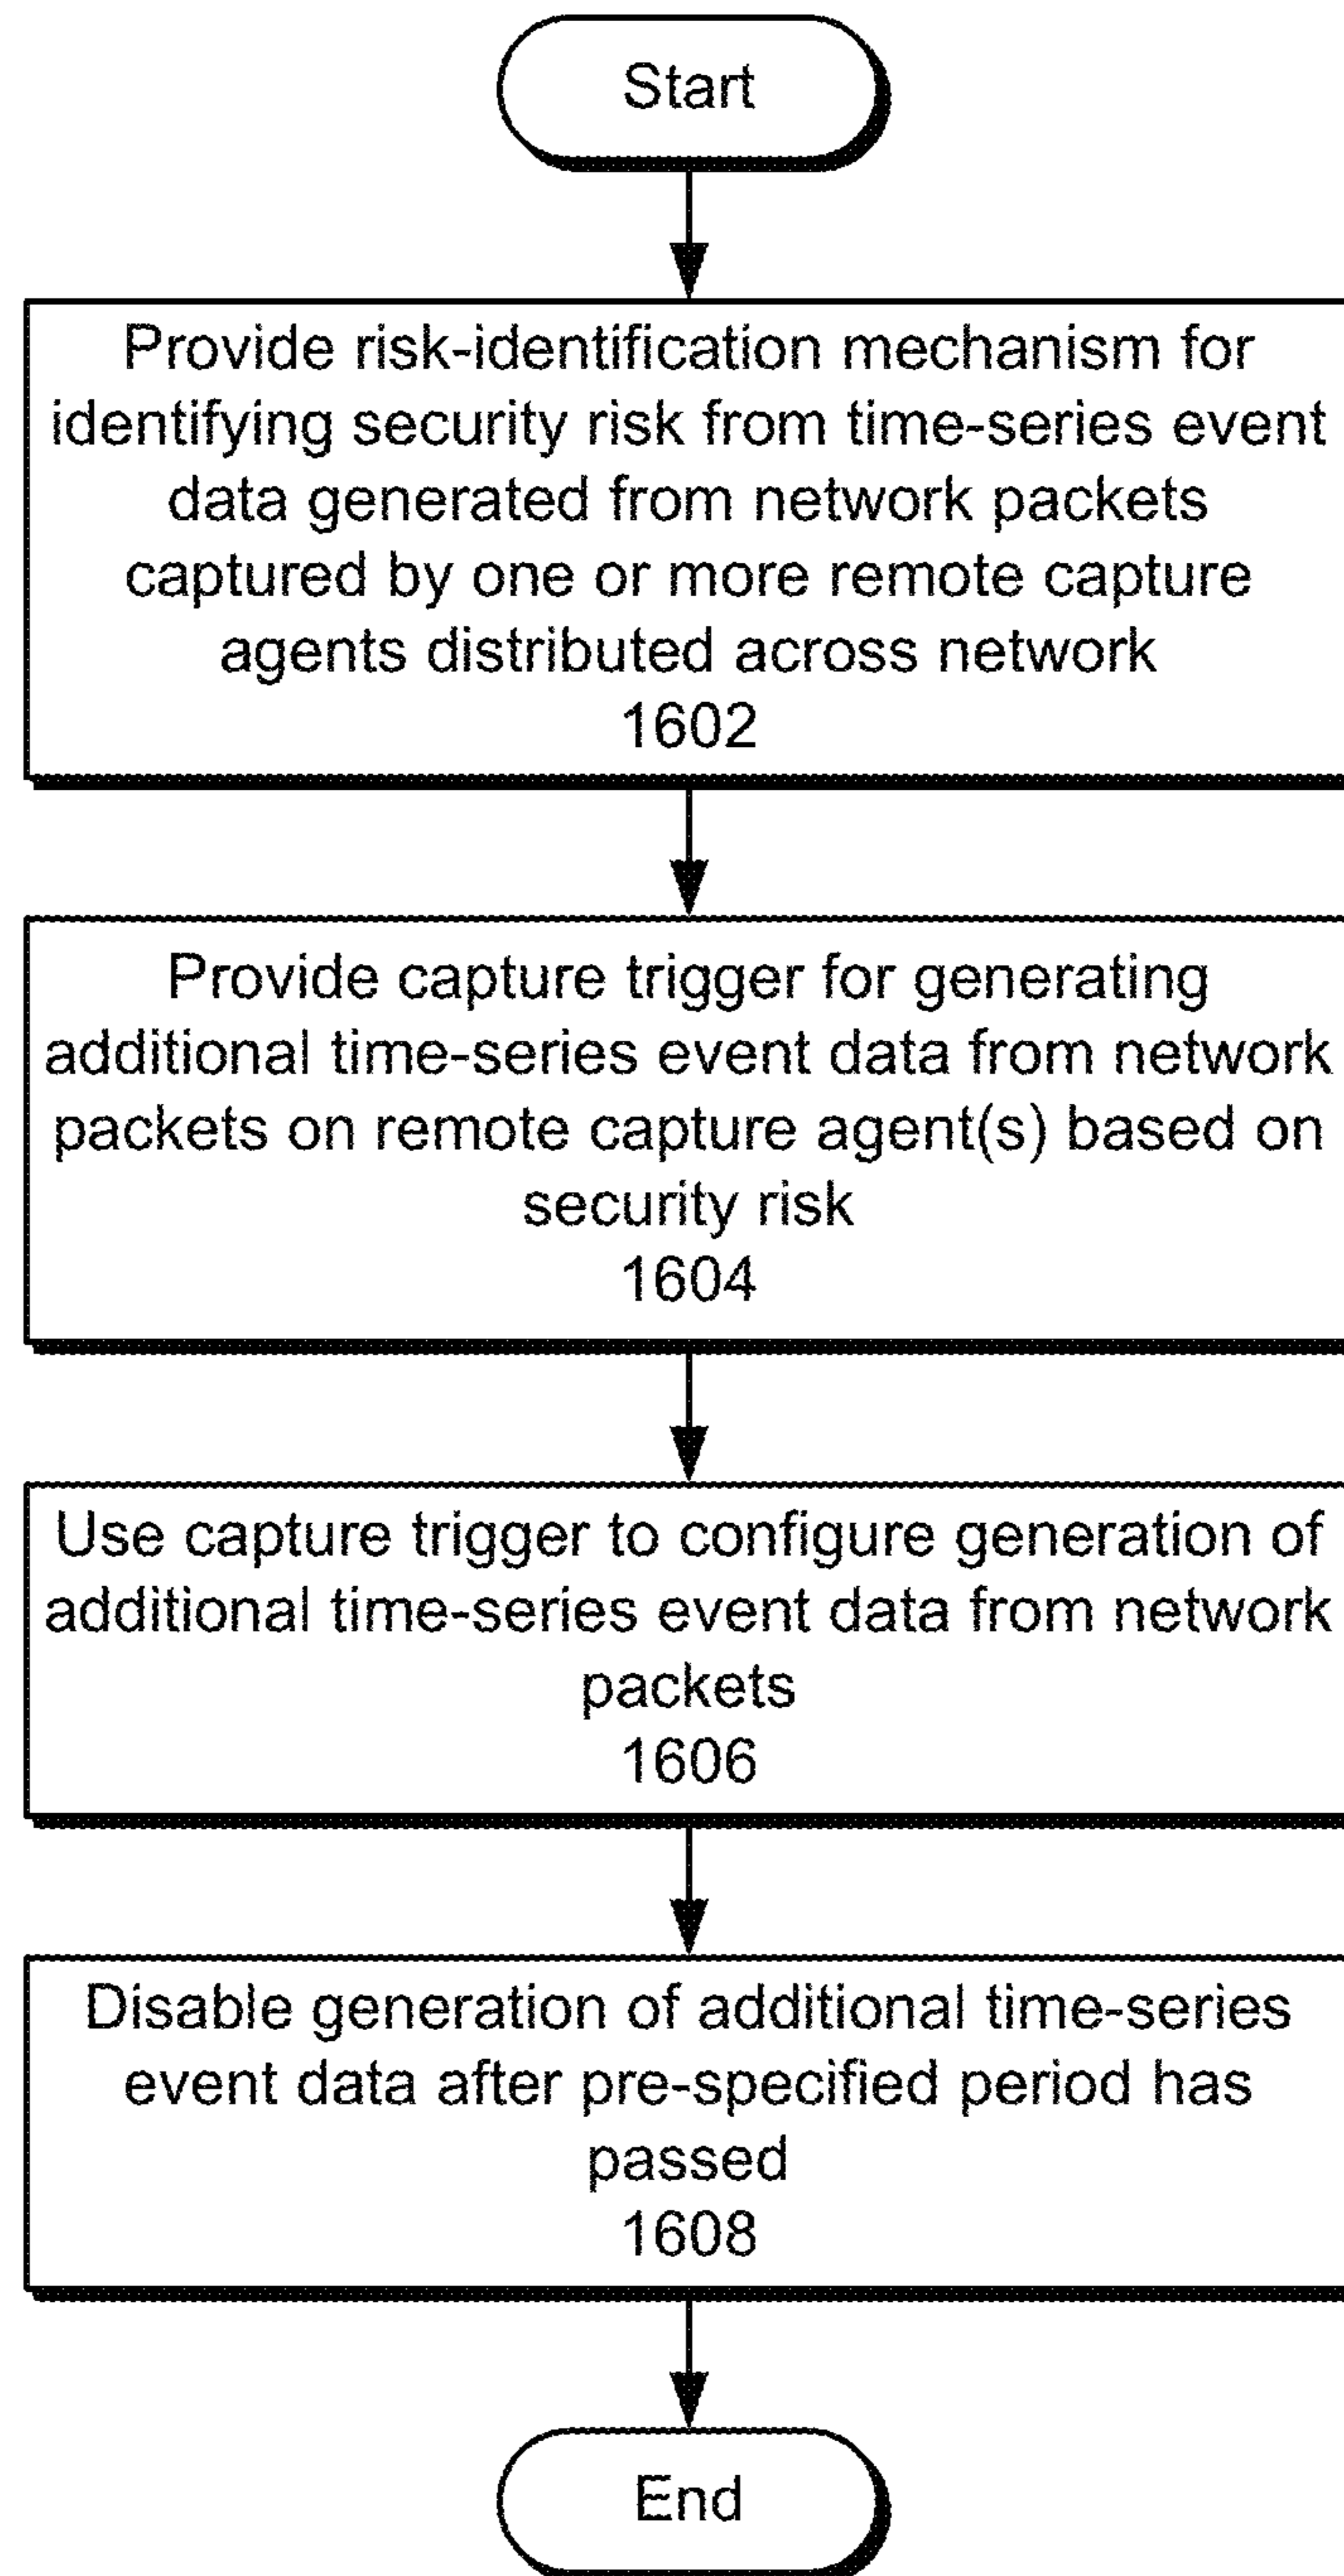 Start
Provide risk-identification mechanism for
identifying security risk from time-series event
data generated from network packets
captured by one or more remote capture
agents distributed across network
1602
Provide capture trigger for generating
additional time-series event data from network
packets on remote capture agent(s) based on
security risk
1604
Use capture trigger to configure generation of
additional time-series event data from network
packets
1606
Disable generation of additional time-series
event data after pre-specified period has
passed
1608
End